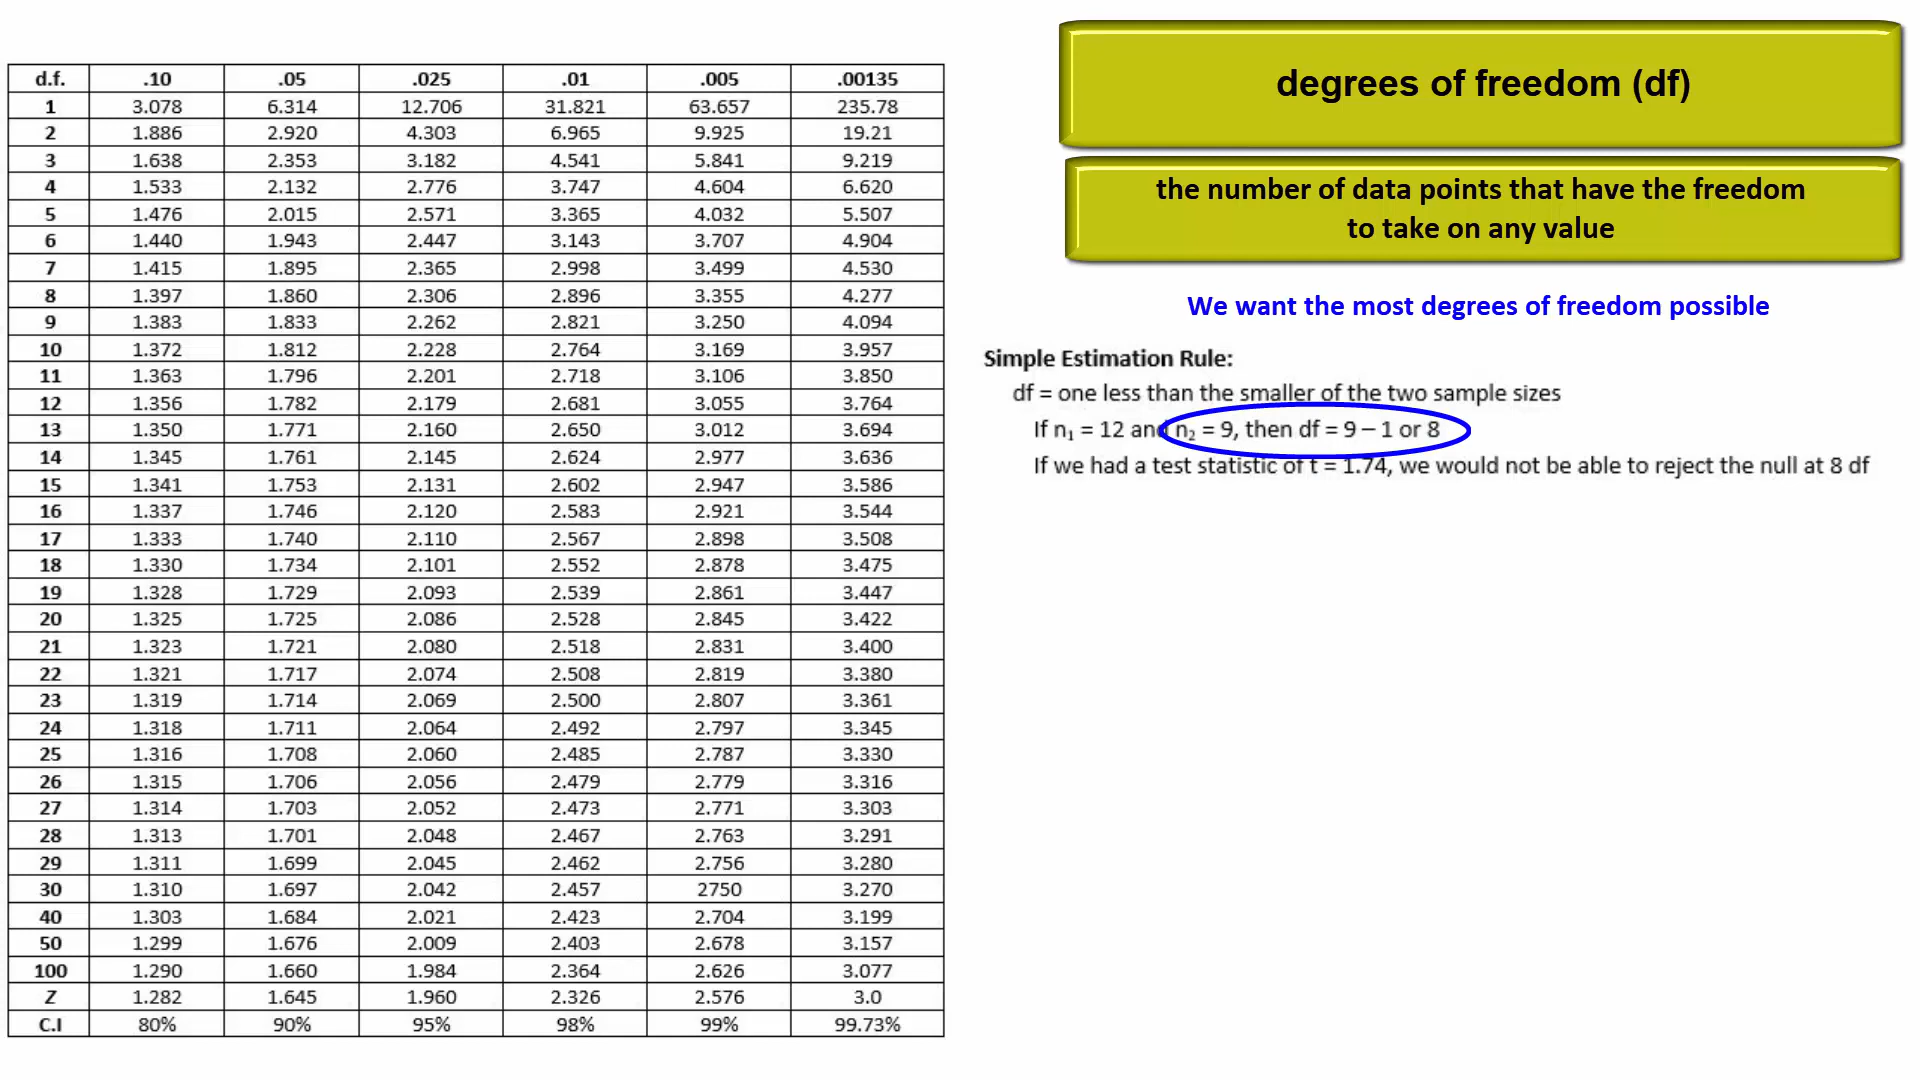 d.f. .10 .05 .025 .01 .005 .00135
1 3.078 6.314 12.706 31.821 63.657 235.78
2 1.886 2.920 4.303 6.965 9.925 19.21
3 1.638 2.353 3.182 4.541 5.841 9.219
4 1.533 2.132 2.776 3.747 4.604 6.620
5 1.476 2.015 2.571 3.365 4.032 5.507
6 1.440 1.943 2.447 3.143 3.707 4.904
7 1.415 1.895 2.365 2.998 3.499 4.530
8 1.397 1.860 2.306 2.896 3.355 4.277
9 1.383 1.833 2.262 2.821 3.250 4.094
10 1.372 1.812 2.228 2.764 3.169 3.957
11 1.363 1.796 2.201 2.718 3.106 3.850
12 1.356 1.782 2.179 2.681 3.055 3.764
13 1.350 1.771 2.160 2.650 3.012 3.694
14 1.345 1.761 2.145 2.624 2.977 3.636
15 1.341 1.753 2.131 2.602 2.947 3.586
16 1.337 1.746 2.120 2.583 2.921 3.544
17 1.333 1.740 2.110 2.567 2.898 3.508
18 1.330 1.734 2.101 2.552 2.878 3.475
19 1.328 1.729 2.093 2.539 2.861 3.447
20 1.325 1.725 2.086 2.528 2.845 3.422
21 1.323 1.721 2.080 2.518 2.831 3.400
22 1.321 1.717 2.074 2.508 2.819 3.380
23 1.319 1.714 2.069 2.500 2.807 3.361
24 1.318 1.711 2.064 2.492 2.797 3.345
25 1.316 1.708 2.060 2.485 2.787 3.330
26 1.315 1.706 2.056 2.479 2.779 3.316
27 1.314 1.703 2.052 2.473 2.771 3.303
28 1.313 1.701 2.048 2.467 2.763 3.291
29 1.311 1.699 2.045 2.462 2.756 3.280
30 1.310 1.697 2.042 2.457 2750 3.270
40 1.303 1.684 2.021 2.423 2.704 3.199
50 1.299 1.676 2.009 2.403 2.678 3.157
100 1.290 1.660 1.984 2.364 2.626 3.077
Z 1.282 1.645 1.960 2.326 2.576 3.0
C.I 80% 90% 95% 98% 99% 99.73%
degrees of freedom (df)
the number of data points that have the freedom
to take on any value
We want the most degrees of freedom possible
Simple Estimation Rule:
df = one less than the smaller of the two sample sizes
If n₁ = 12 and n₂ = 9, then df = 9 – 1 or 8
If we had a test statistic of t = 1.74, we would not be able to reject the null at 8 df